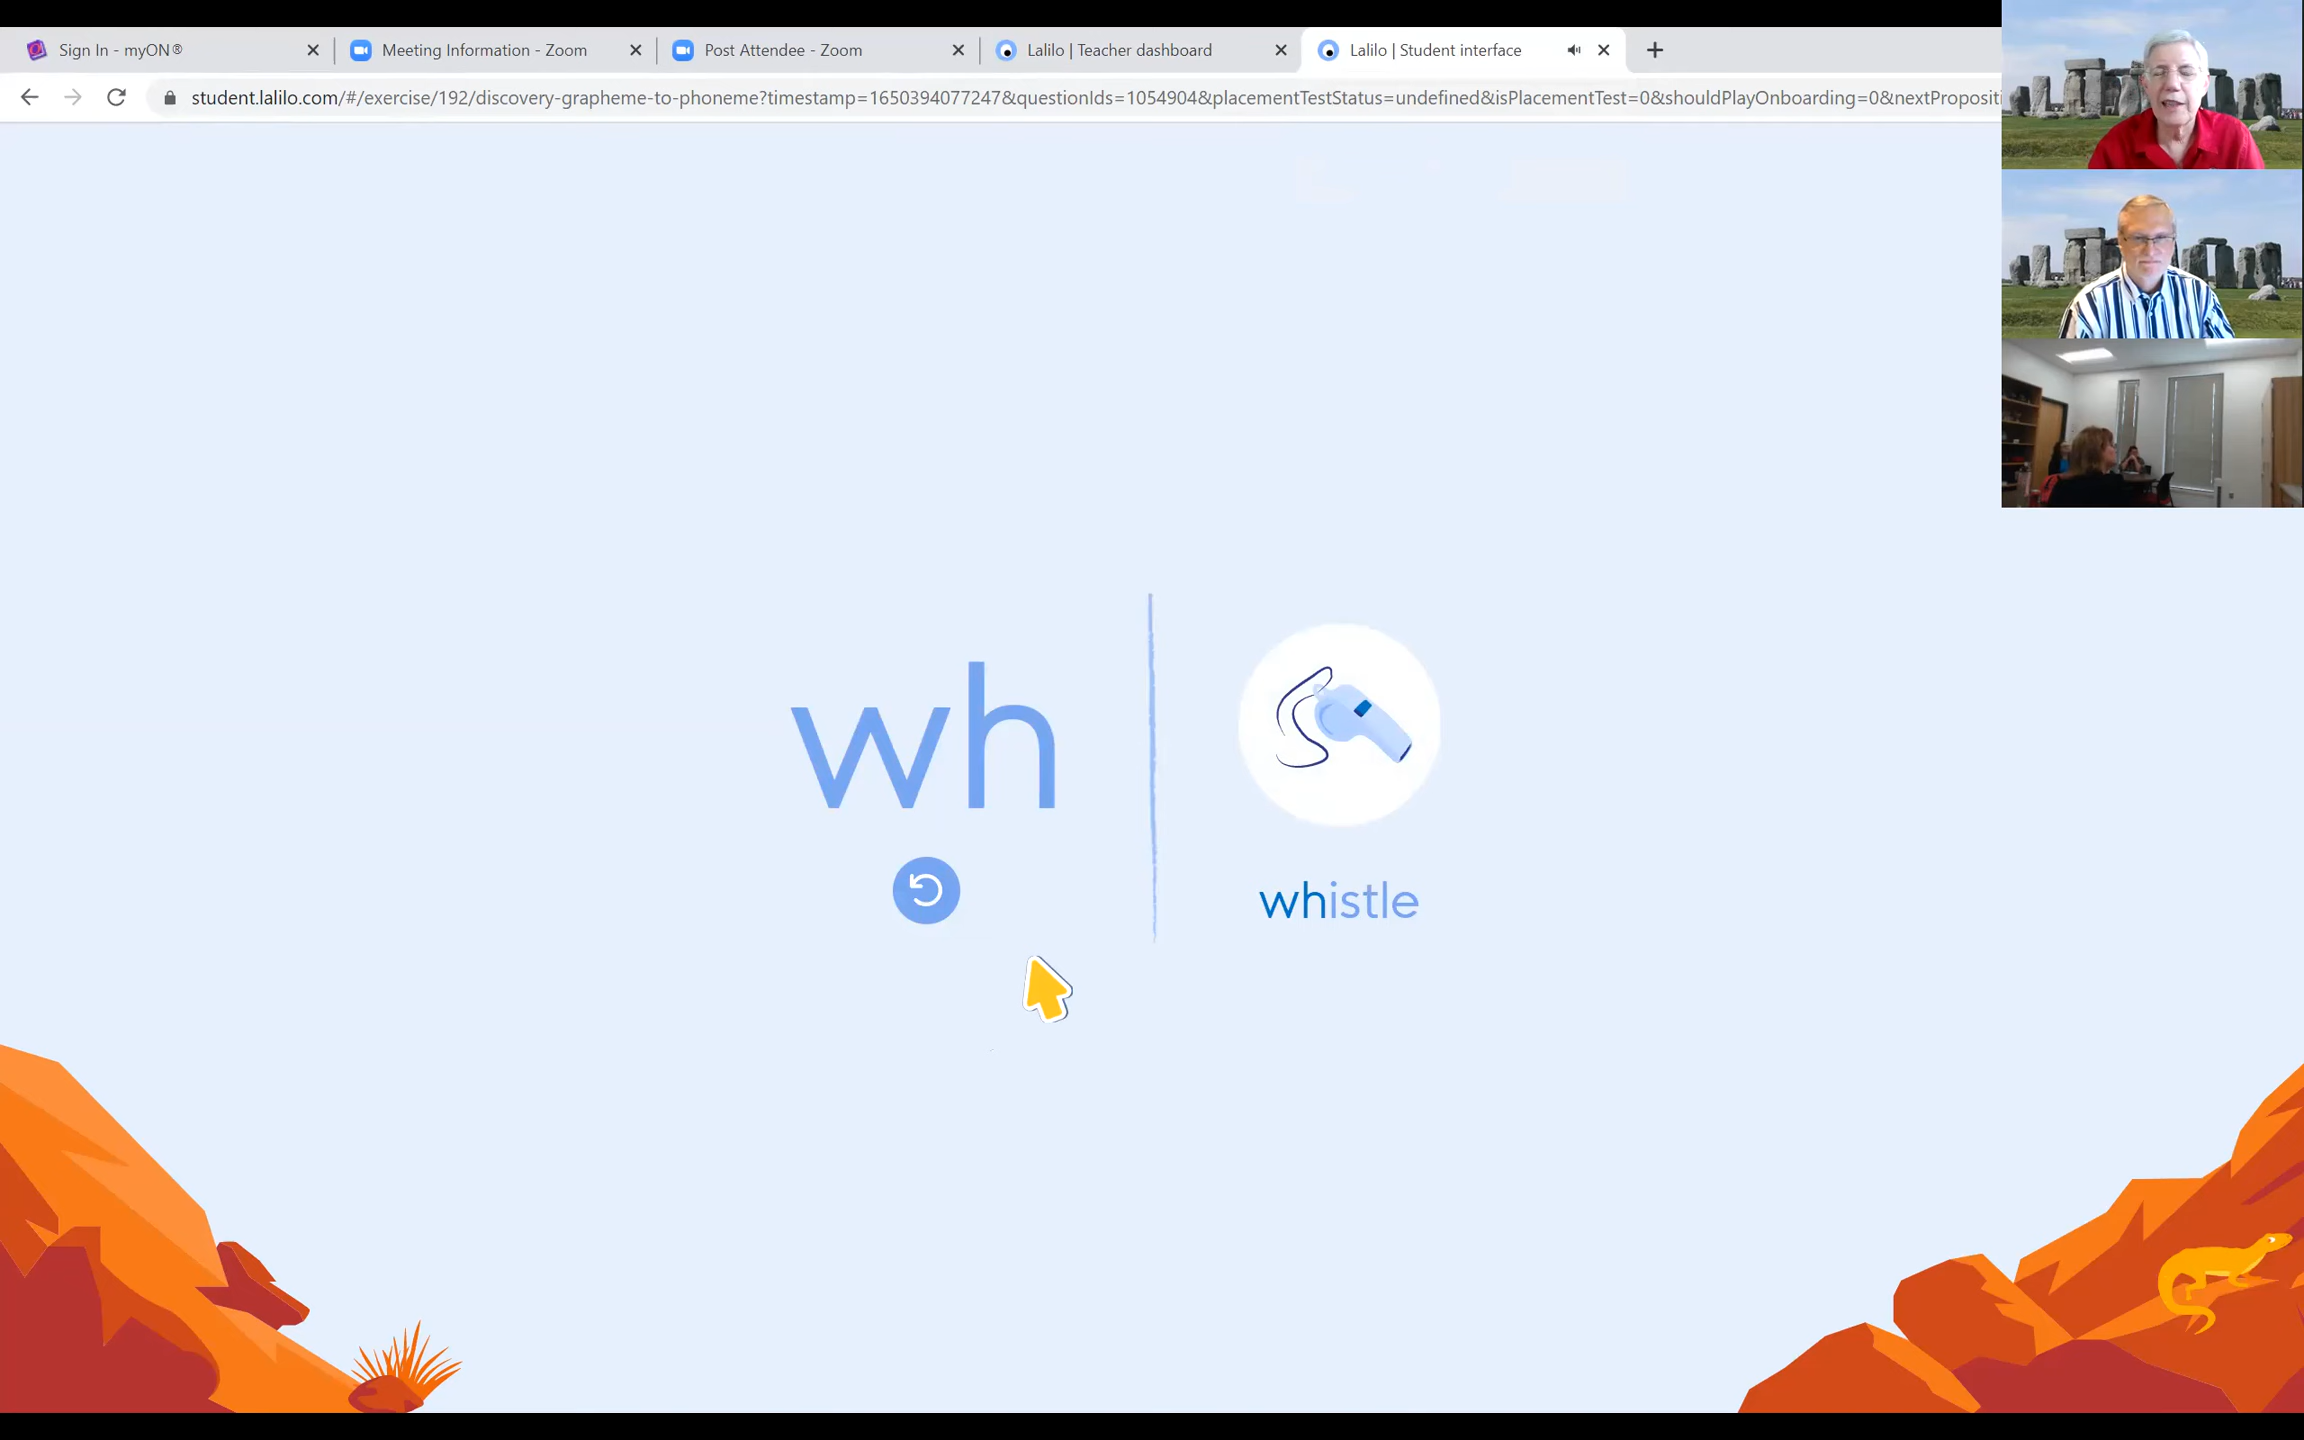 Sign In - myON®
Meeting Information - Zoom
Post Attendee - Zoom
Lalilo | Teacher dashboard
Lalilo | Student interface
student.lalilo.com/#/exercise/192/discovery-grapheme-to-phoneme?timestamp=1650394077247&questionIds=1054904&placementTestStatus=undefined&isPlacementTest=0&shouldPlayOnboarding=0&nextPropositi
wh
whistle